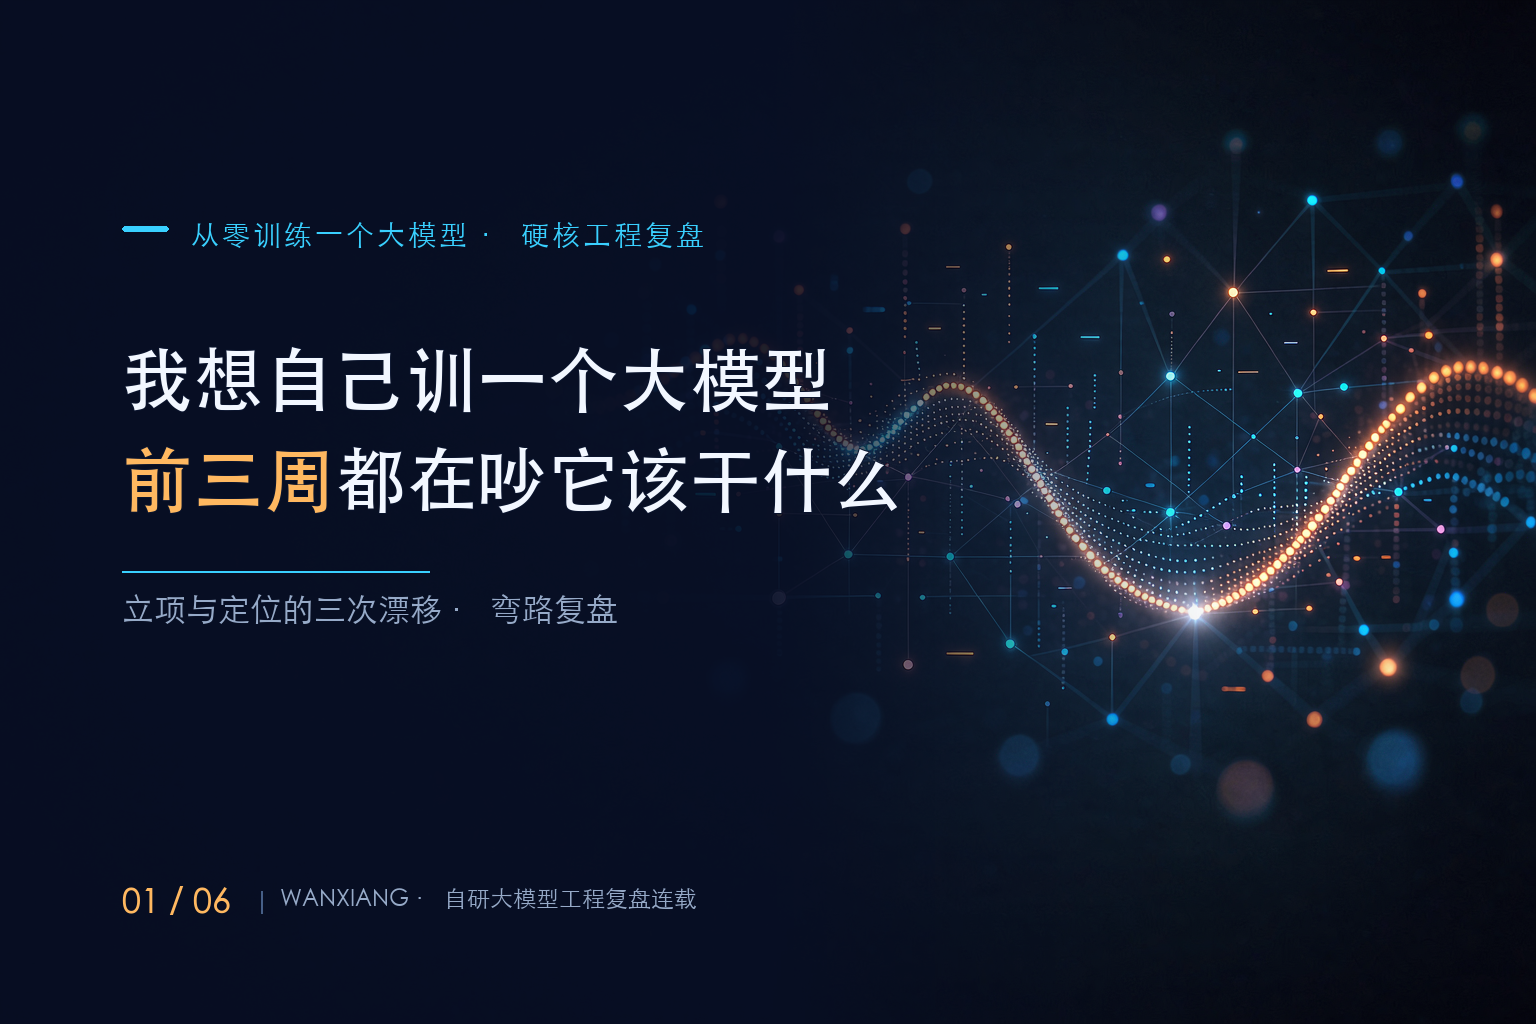 从零训练一个大模型 · 硬核工程复盘
我想自己训一个大模型
前三周都在吵它该干什么
立项与定位的三次漂移 · 弯路复盘
01 / 06 | WANXIANG · 自研大模型工程复盘连载